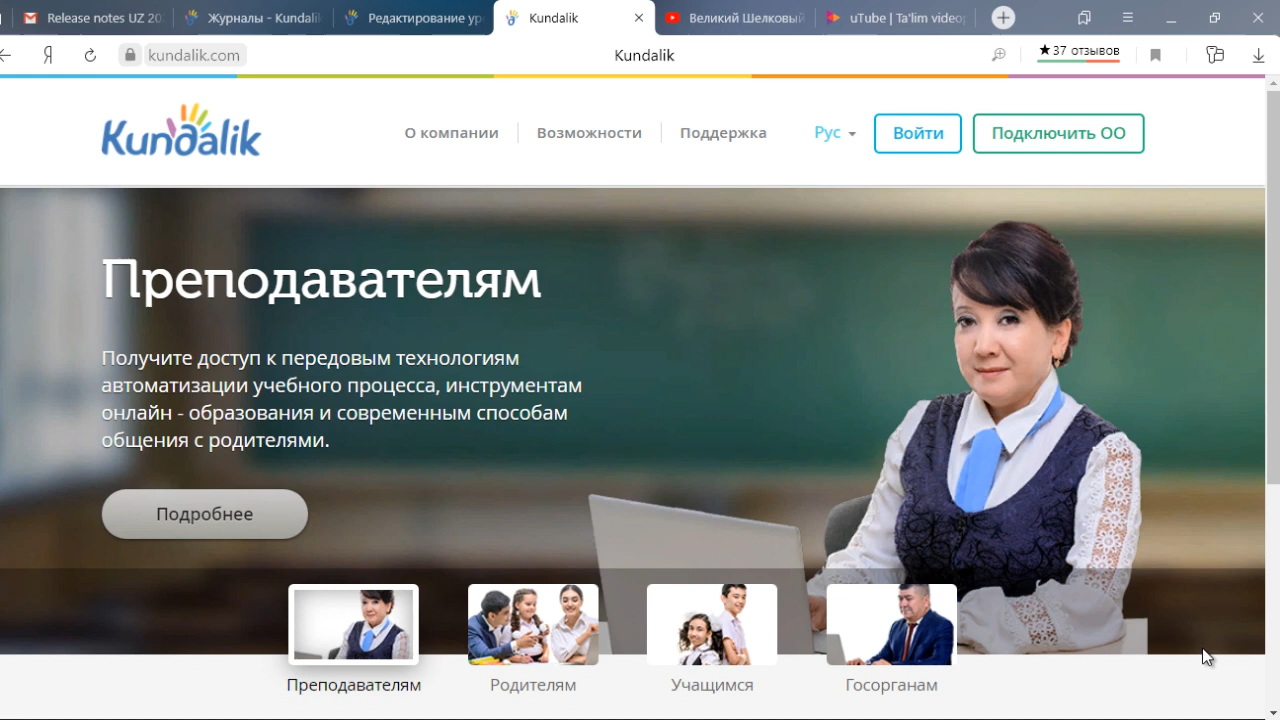 Release notes UZ 20
Журналы - Kundali
Редактирование ур
Kundalik
Великий Шелковый
uTube | Ta'lim video
kundalik.com
Kundalik
★37 отзывов
Kundalik
О компании
Возможности
Поддержка
Рус
Войти
Подключить ОО
Преподавателям
Получите доступ к передовым технологиям
автоматизации учебного процесса, инструментам
онлайн - образования и современным способам
общения с родителями.
Подробнее
Преподавателям
Родителям
Учащимся
Госорганам